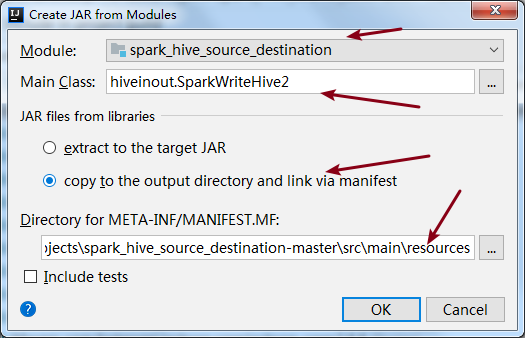 Create JAR from Modules
Module: spark_hive_source_destination
Main Class: hiveinout.SparkWriteHive2 ...
JAR files from libraries
extract to the target JAR
copy to the output directory and link via manifest
Directory for META-INF/MANIFEST.MF:
ojects\spark_hive_source_destination-master\src\main\resources ...
Include tests
? OK Cancel